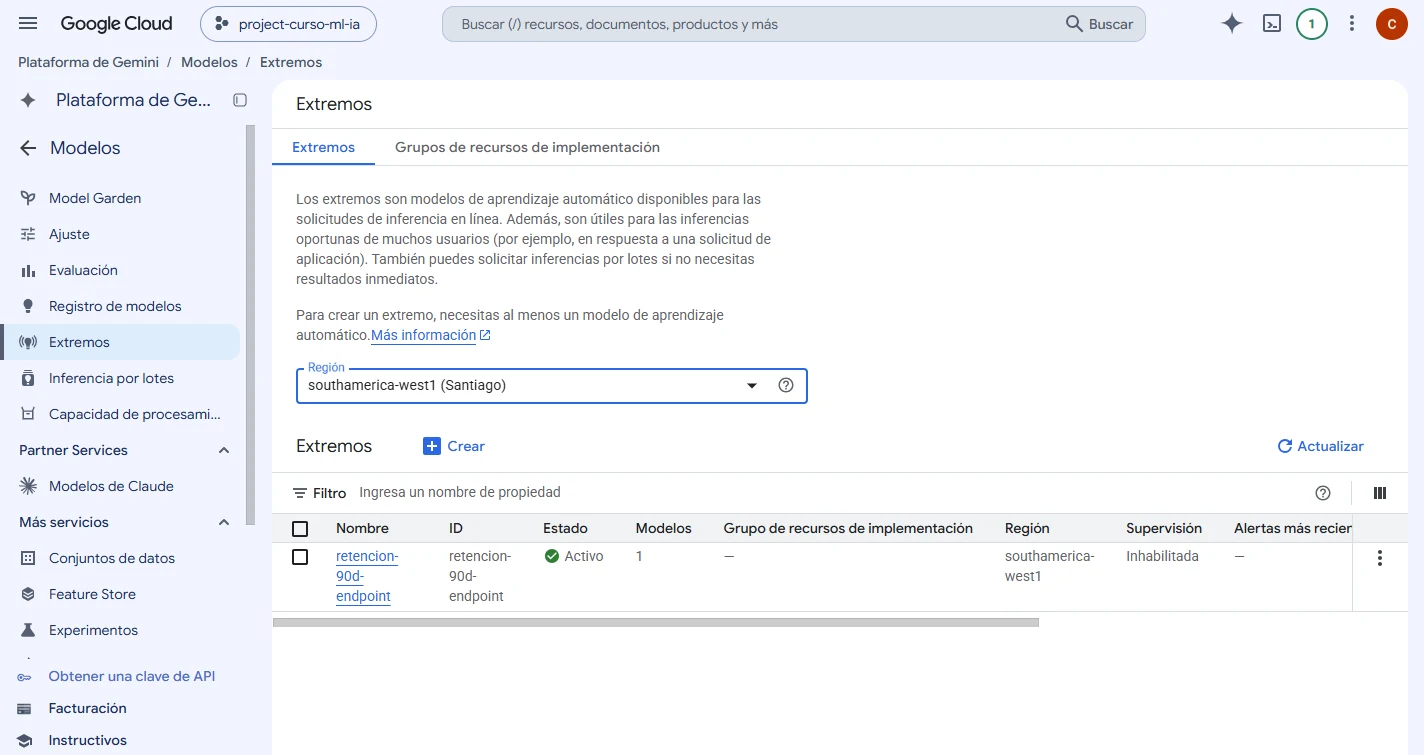 Google Cloud
project-curso-ml-ia
Buscar (/) recursos, documentos, productos y más
Buscar
1
C
Plataforma de Gemini / Modelos / Extremos
Plataforma de Ge...
Modelos
Model Garden
Ajuste
Evaluación
Registro de modelos
Extremos
Inferencia por lotes
Capacidad de procesami...
Partner Services
Modelos de Claude
Más servicios
Conjuntos de datos
Feature Store
Experimentos
Obtener una clave de API
Facturación
Instructivos
Extremos
Extremos Grupos de recursos de implementación
Los extremos son modelos de aprendizaje automático disponibles para las
solicitudes de inferencia en línea. Además, son útiles para las inferencias
oportunas de muchos usuarios (por ejemplo, en respuesta a una solicitud de
aplicación). También puedes solicitar inferencias por lotes si no necesitas
resultados inmediatos.
Para crear un extremo, necesitas al menos un modelo de aprendizaje
automático.Más información
Región
southamerica-west1 (Santiago)
Extremos Crear Actualizar
Filtro Ingresa un nombre de propiedad
Nombre ID Estado Modelos Grupo de recursos de implementación Región Supervisión Alertas más recien
retencion- retencion- Activo 1 — southamerica- Inhabilitada —
90d- 90d- west1
endpoint endpoint